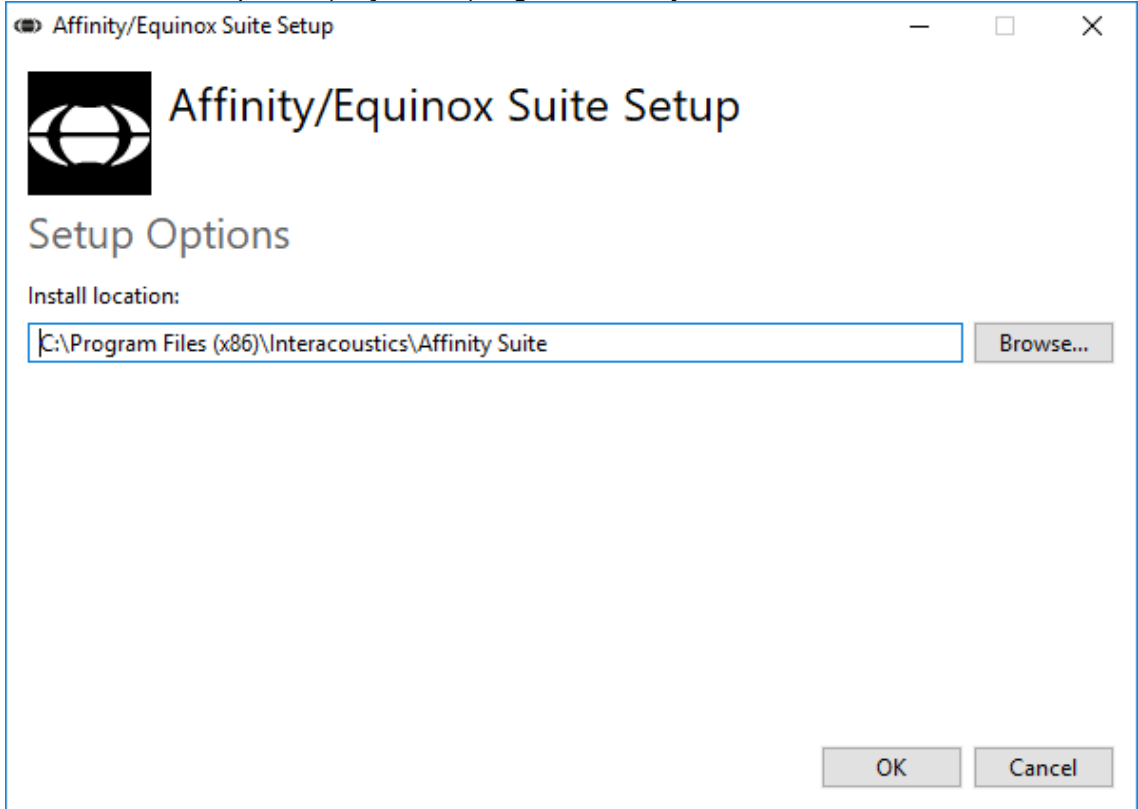 Affinity/Equinox Suite Setup
Affinity/Equinox Suite Setup
Setup Options
Install location:
C:\Program Files (x86)\Interacoustics\Affinity Suite
Browse...
OK
Cancel